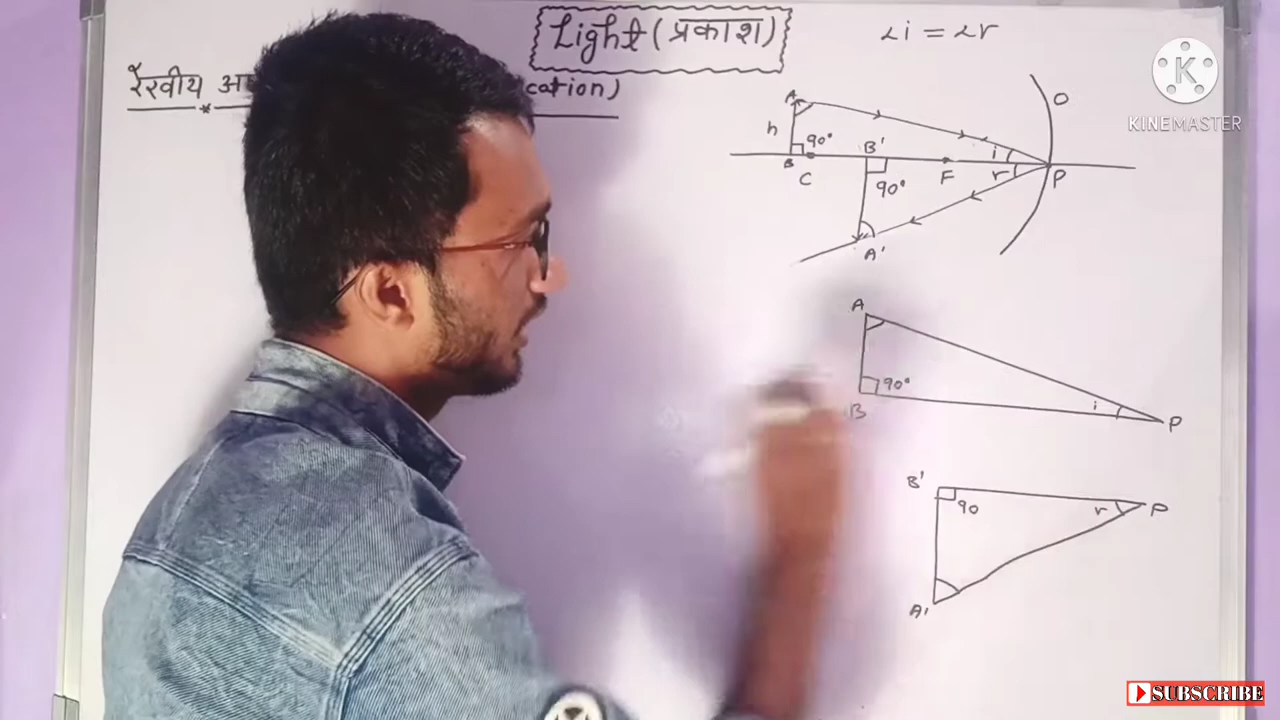 Light (प्रकाश)
∠i = ∠r
रेखीय
cation)
A
O
h
90°
B'
i
B
C
90°
F
r
P
A'
KINEMASTER
A
90°
i
B
P
B'
90
r
P
A'
SUBSCRIBE